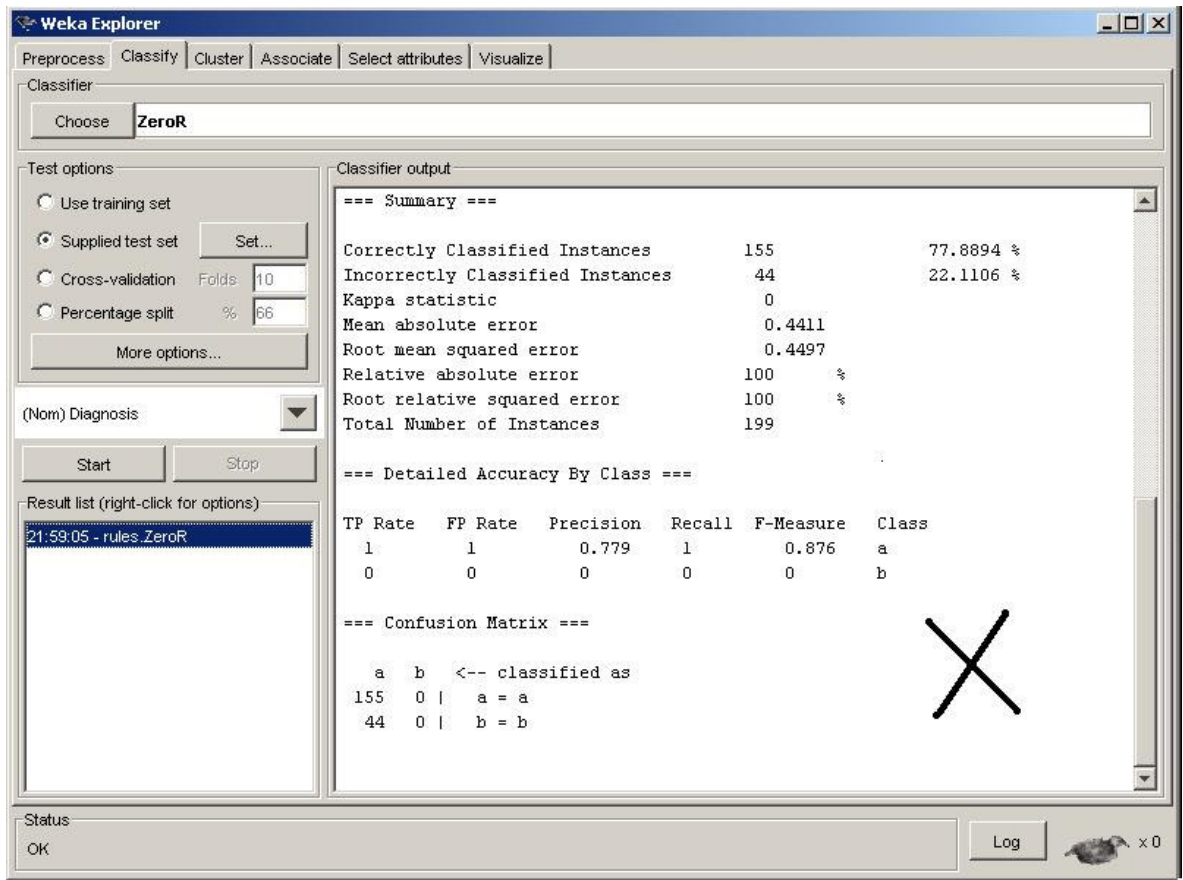 Weka Explorer
Preprocess Classify Cluster Associate Select attributes Visualize
Classifier
Choose ZeroR
Test options
Use training set
Supplied test set Set...
Cross-validation Folds 10
Percentage split % 66
More options...
(Nom) Diagnosis
Start Stop
Result list (right-click for options)
21:59:05 - rules.ZeroR
Classifier output
=== Summary ===
Correctly Classified Instances 155 77.8894 %
Incorrectly Classified Instances 44 22.1106 %
Kappa statistic 0
Mean absolute error 0.4411
Root mean squared error 0.4497
Relative absolute error 100 %
Root relative squared error 100 %
Total Number of Instances 199
=== Detailed Accuracy By Class ===
TP Rate FP Rate Precision Recall F-Measure Class
1 1 0.779 1 0.876 a
0 0 0 0 0 b
=== Confusion Matrix ===
a b <-- classified as
155 0 | a = a
44 0 | b = b
Status
OK
Log x 0